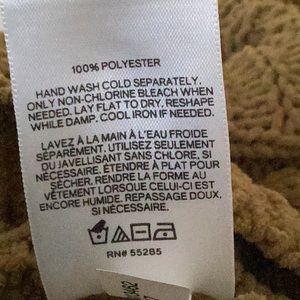 100% POLYESTER
HAND WASH COLD SEPARATELY.
ONLY NON-CHLORINE BLEACH WHEN
NEEDED. LAY FLAT TO DRY. RESHAPE
WHILE DAMP. COOL IRON IF NEEDED.
LAVEZ À LA MAIN À L'EAU FROIDE
SÉPARÉMENT. UTILISEZ SEULEMENT
DU JAVELLISANT SANS CHLORE, SI
NÉCESSAIRE. ÉTENDRE À PLAT POUR
SÉCHER. RENDRE LA FORME AU
VÊTEMENT LORSQUE CELUI-CI EST
ENCORE HUMIDE. REPASSAGE DOUX,
SI NÉCESSAIRE.
RN# 55285